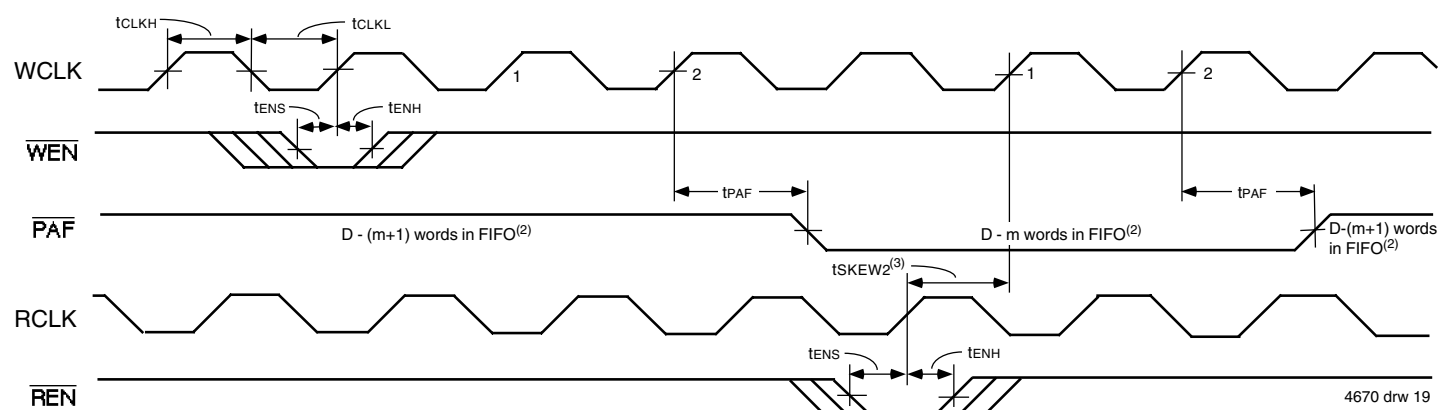 tCLKH tCLKL
WCLK 1 2 1 2
tENS tENH
WEN
tPAF tPAF
PAF D - (m+1) words in FIFO(2) D - m words in FIFO(2) D-(m+1) words
in FIFO(2)
tSKEW2(3)
RCLK
tENS tENH
REN
4670 drw 19